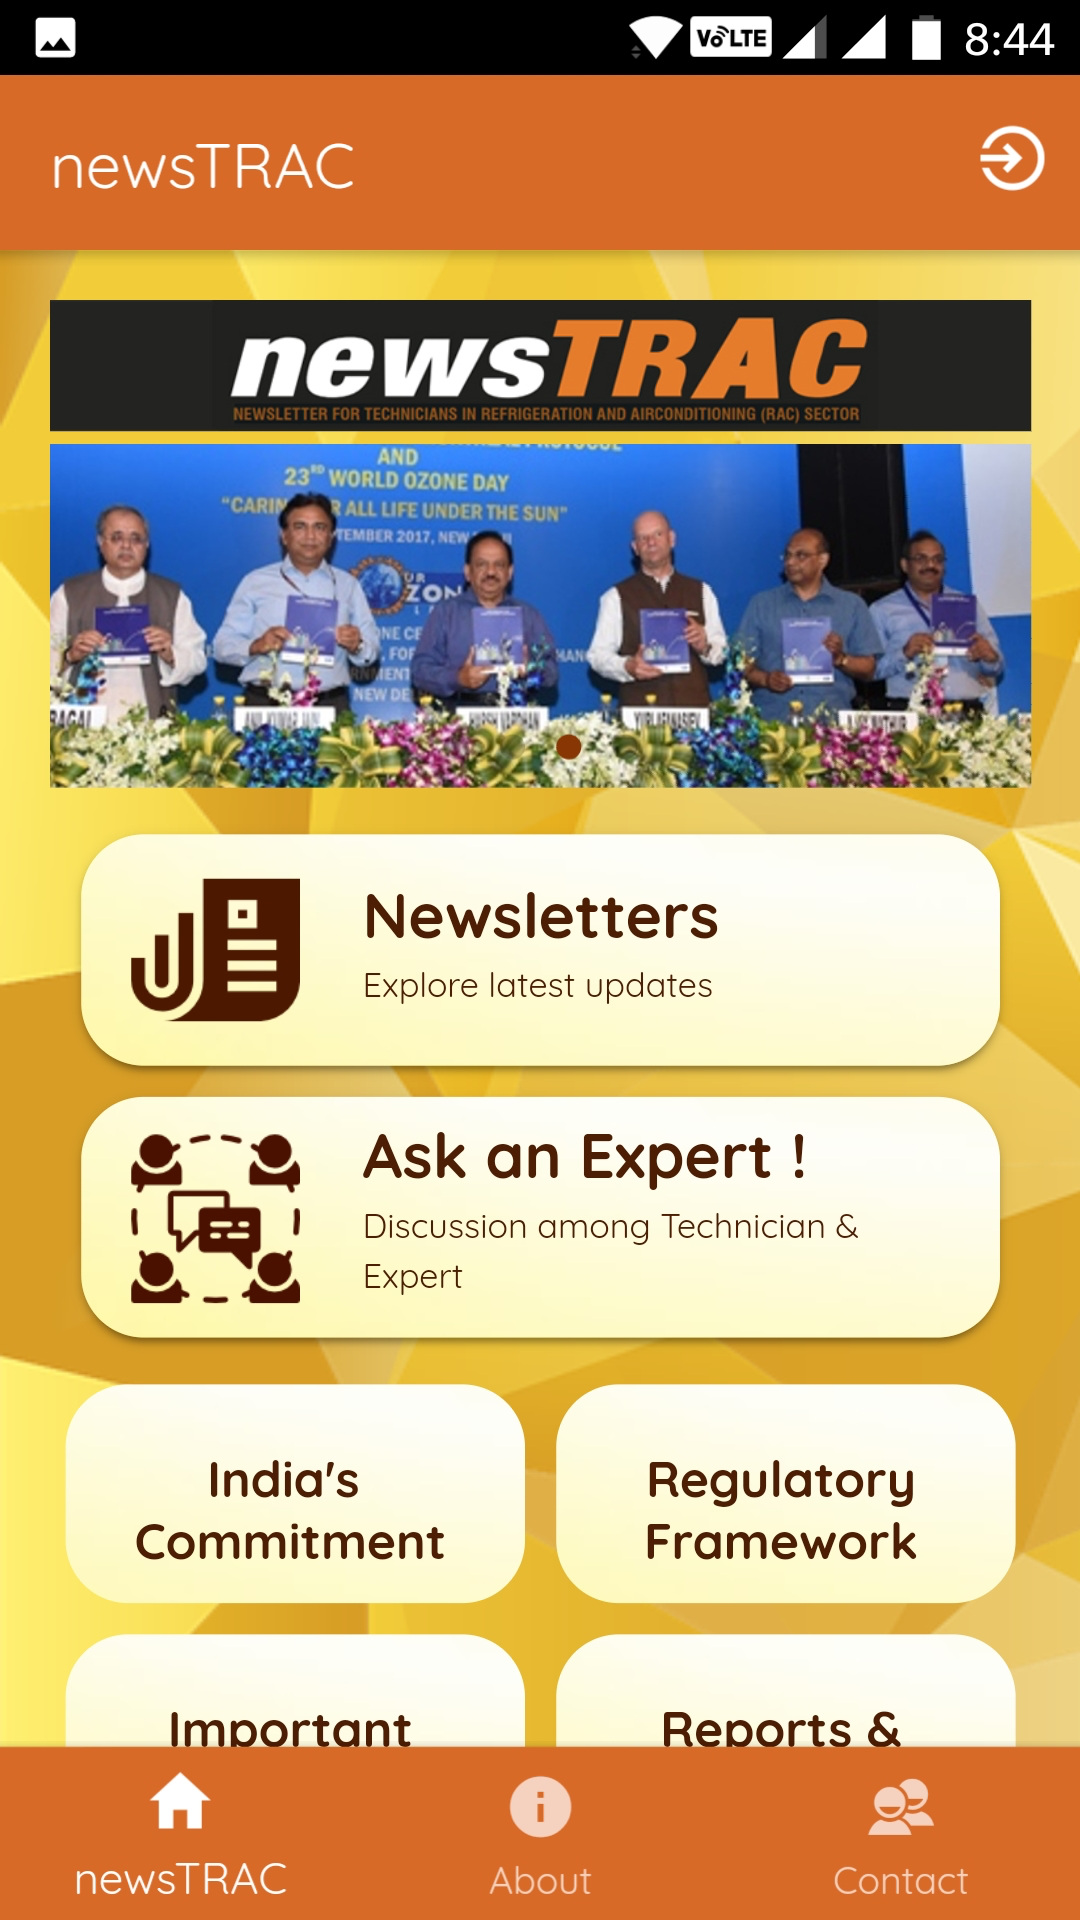 VoLTE 8:44
newsTRAC
newsTRAC
NEWSLETTER FOR TECHNICIANS IN REFRIGERATION AND AIRCONDITIONING (RAC) SECTOR
AND
23RD WORLD OZONE DAY
ALL LIFE UNDER THE SUN"
2017,
Newsletters
Explore latest updates
Ask an Expert !
Discussion among Technician &
Expert
India's
Commitment
Regulatory
Framework
Important
Reports &
newsTRAC
About
Contact